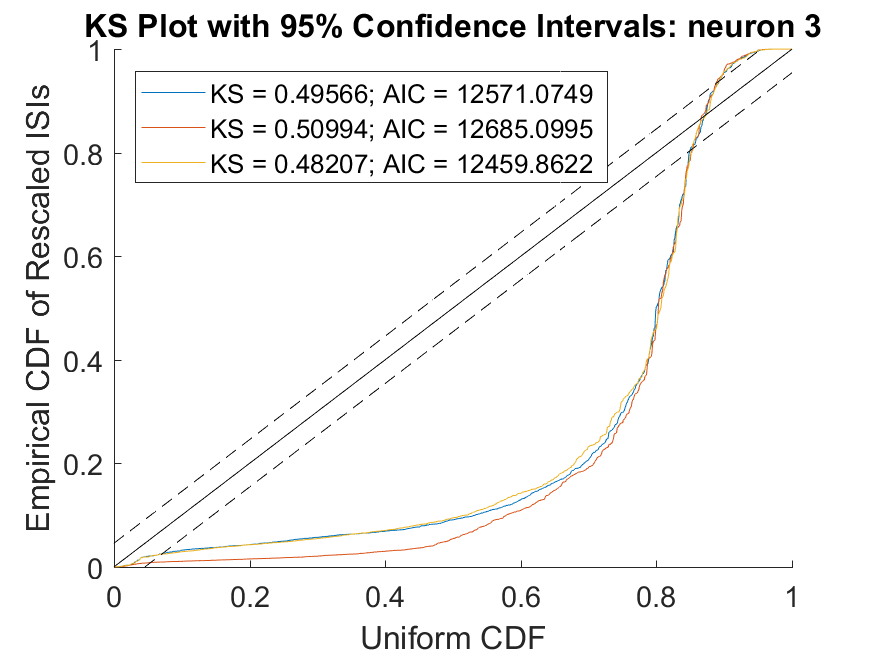 KS Plot with 95% Confidence Intervals: neuron 3
KS = 0.49566; AIC = 12571.0749
KS = 0.50994; AIC = 12685.0995
KS = 0.48207; AIC = 12459.8622
Empirical CDF of Rescaled ISIs
1
0.8
0.6
0.4
0.2
0
0 0.2 0.4 0.6 0.8 1
Uniform CDF